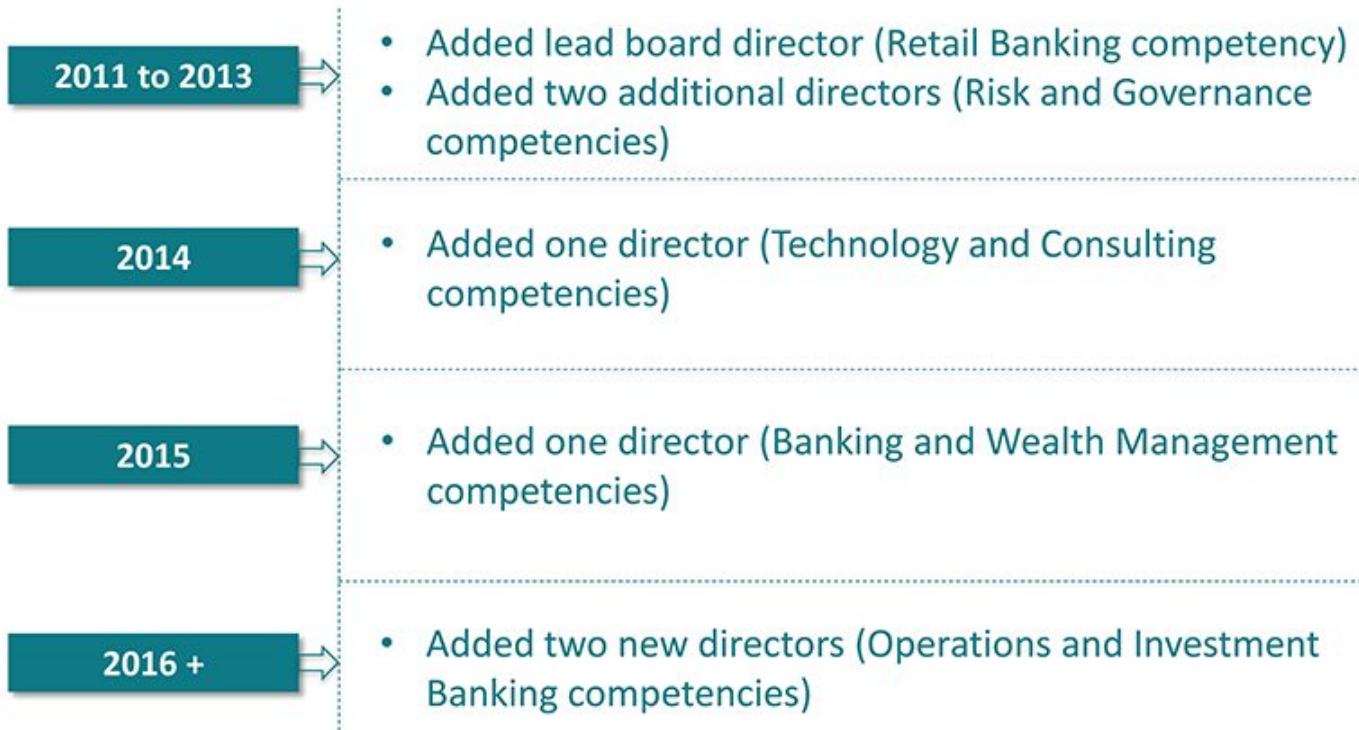 2011 to 2013
• Added lead board director (Retail Banking competency)
• Added two additional directors (Risk and Governance
competencies)
2014
• Added one director (Technology and Consulting
competencies)
2015
• Added one director (Banking and Wealth Management
competencies)
2016 +
• Added two new directors (Operations and Investment
Banking competencies)